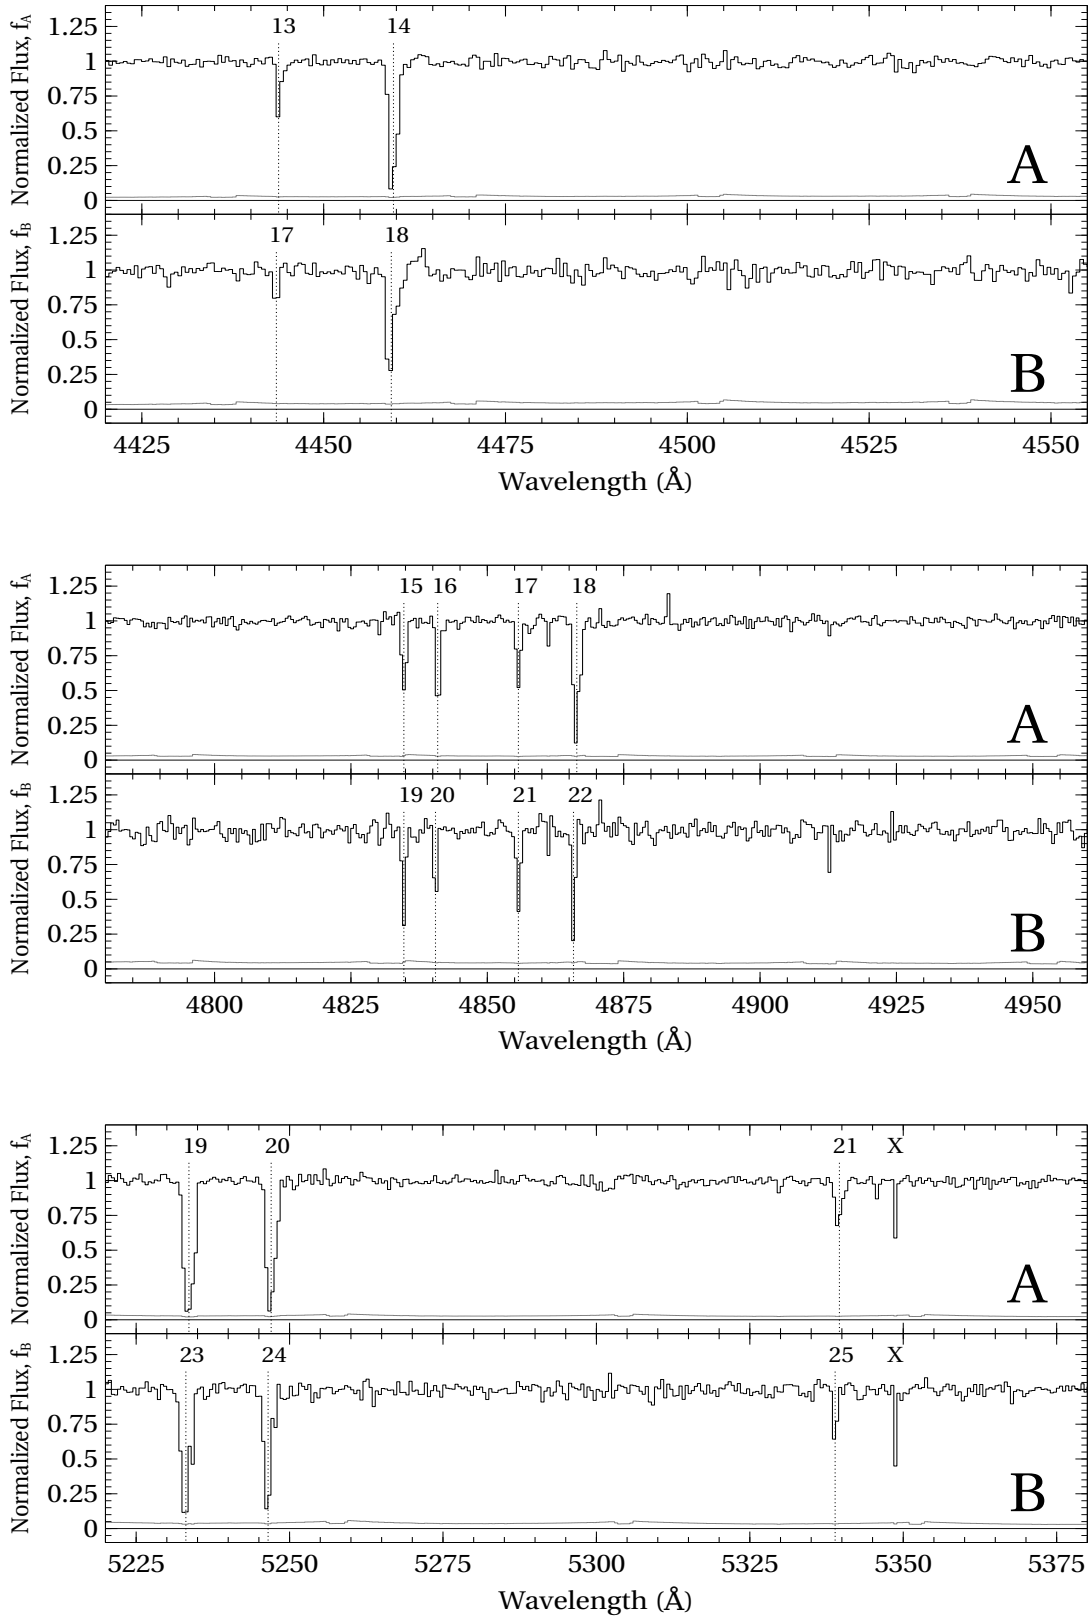 13 14
Normalized Flux, fA
1.25
1
0.75
0.5
0.25
0
A
17 18
Normalized Flux, fB
1.25
1
0.75
0.5
0.25
0
B
4425 4450 4475 4500 4525 4550
Wavelength (Å)
15 16 17 18
Normalized Flux, fA
1.25
1
0.75
0.5
0.25
0
A
19 20 21 22
Normalized Flux, fB
1.25
1
0.75
0.5
0.25
0
B
4800 4825 4850 4875 4900 4925 4950
Wavelength (Å)
19 20 21 X
Normalized Flux, fA
1.25
1
0.75
0.5
0.25
0
A
23 24 25 X
Normalized Flux, fB
1.25
1
0.75
0.5
0.25
0
B
5225 5250 5275 5300 5325 5350 5375
Wavelength (Å)